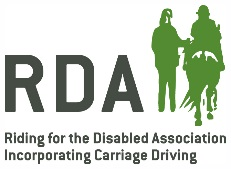 RDA
Riding for the Disabled Association
Incorporating Carriage Driving